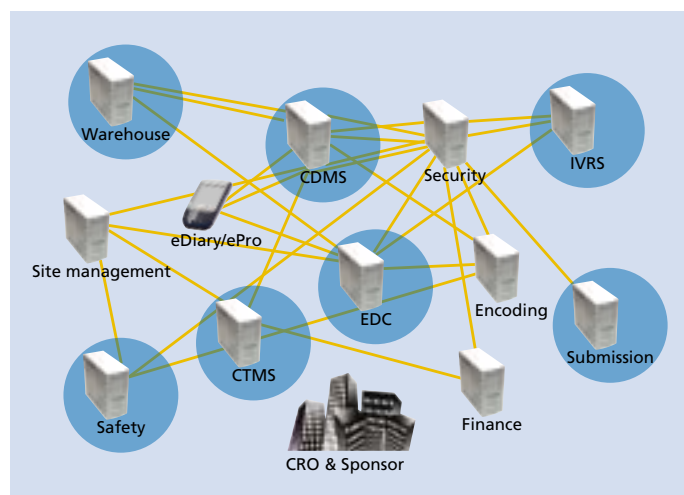 Warehouse
CDMS
Security
IVRS
eDiary/ePro
Site management
EDC
Encoding
Submission
CTMS
Safety
Finance
CRO & Sponsor